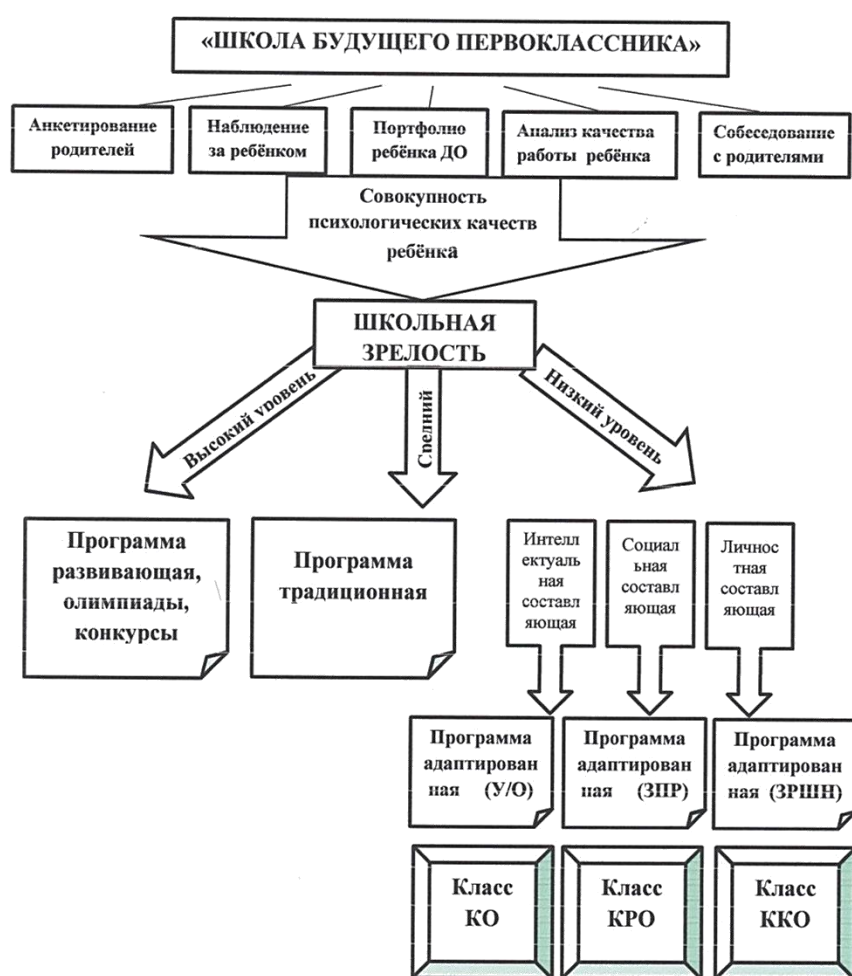 «ШКОЛА БУДУЩЕГО ПЕРВОКЛАССНИКА»
Анкетирование
родителей
Наблюдение
за ребёнком
Портфолио
ребёнка ДО
Анализ качества
работы ребёнка
Собеседование
с родителями
Совокупность
психологических качеств
ребёнка
ШКОЛЬНАЯ
ЗРЕЛОСТЬ
Высокий уровень
Средний
Низкий уровень
Программа
развивающая,
олимпиады,
конкурсы
Программа
традиционная
Интелл
ектуаль
ная
составл
яющая
Социал
ьная
составл
яющая
Личнос
тная
составл
яющая
Программа
адаптирован
ная (У/О)
Программа
адаптирован
ная (ЗПР)
Программа
адаптирован
ная (ЗРШН)
Класс
КО
Класс
КРО
Класс
ККО